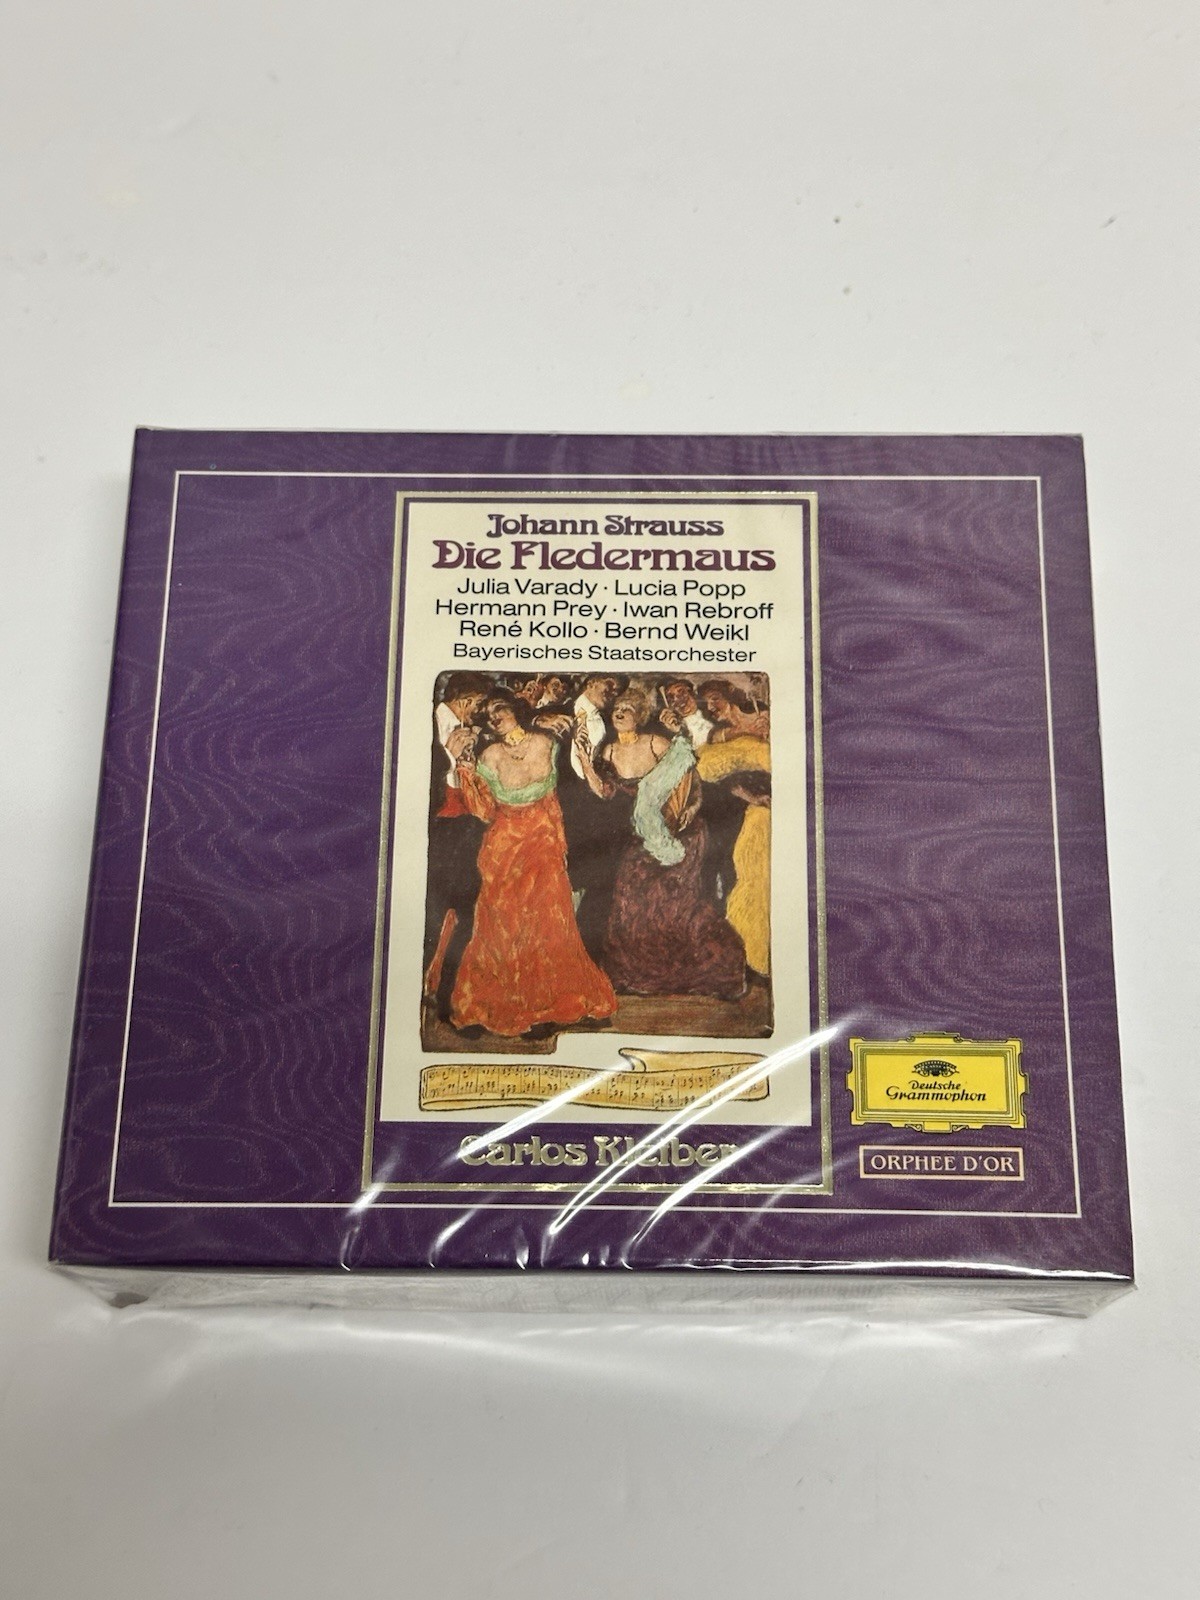 Johann Strauss
Die Fledermaus
Julia Varady · Lucia Popp
Hermann Prey · Iwan Rebroff
René Kollo · Bernd Weikl
Bayerisches Staatsorchester
Carlos Kleiber
Deutsche
Grammophon
ORPHEE D'OR